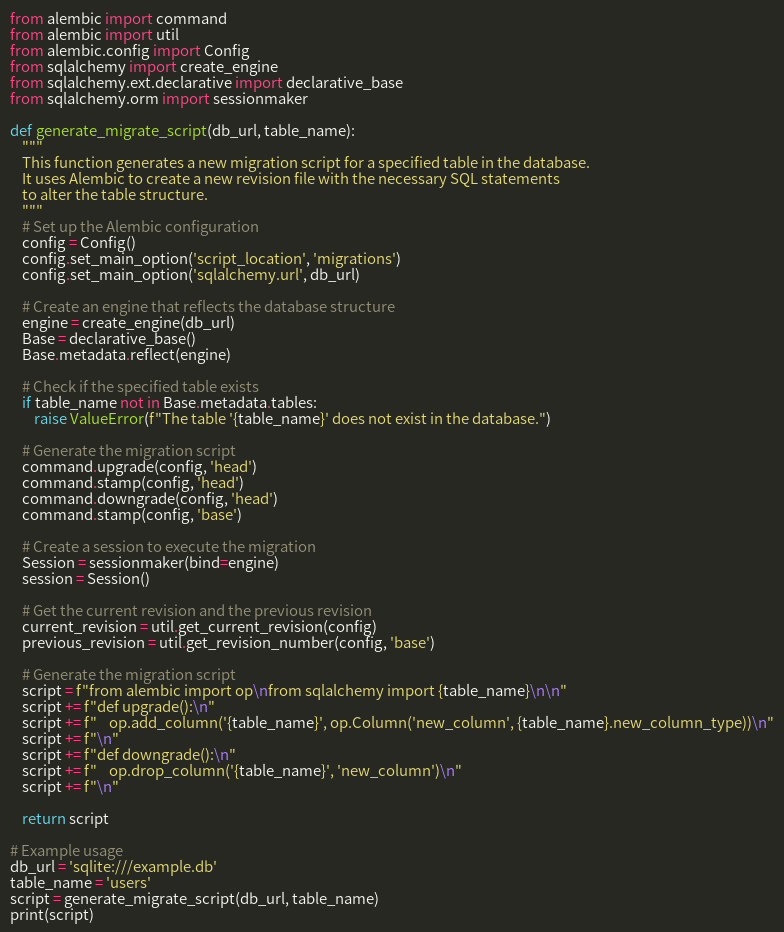 from alembic import command
from alembic import util
from alembic.config import Config
from sqlalchemy import create_engine
from sqlalchemy.ext.declarative import declarative_base
from sqlalchemy.orm import sessionmaker

def generate_migrate_script(db_url, table_name):
    """
    This function generates a new migration script for a specified table in the database.
    It uses Alembic to create a new revision file with the necessary SQL statements
    to alter the table structure.
    """
    # Set up the Alembic configuration
    config = Config()
    config.set_main_option('script_location', 'migrations')
    config.set_main_option('sqlalchemy.url', db_url)

    # Create an engine that reflects the database structure
    engine = create_engine(db_url)
    Base = declarative_base()
    Base.metadata.reflect(engine)

    # Check if the specified table exists
    if table_name not in Base.metadata.tables:
        raise ValueError(f"The table '{table_name}' does not exist in the database.")

    # Generate the migration script
    command.upgrade(config, 'head')
    command.stamp(config, 'head')
    command.downgrade(config, 'head')
    command.stamp(config, 'base')

    # Create a session to execute the migration
    Session = sessionmaker(bind=engine)
    session = Session()

    # Get the current revision and the previous revision
    current_revision = util.get_current_revision(config)
    previous_revision = util.get_revision_number(config, 'base')

    # Generate the migration script
    script = f"from alembic import op\nfrom sqlalchemy import {table_name}\n\n"
    script += f"def upgrade():\n"
    script += f"    op.add_column('{table_name}', op.Column('new_column', {table_name}.new_column_type))\n"
    script += f"\n"
    script += f"def downgrade():\n"
    script += f"    op.drop_column('{table_name}', 'new_column')\n"
    script += f"\n"

    return script

# Example usage
db_url = 'sqlite:///example.db'
table_name = 'users'
script = generate_migrate_script(db_url, table_name)
print(script)